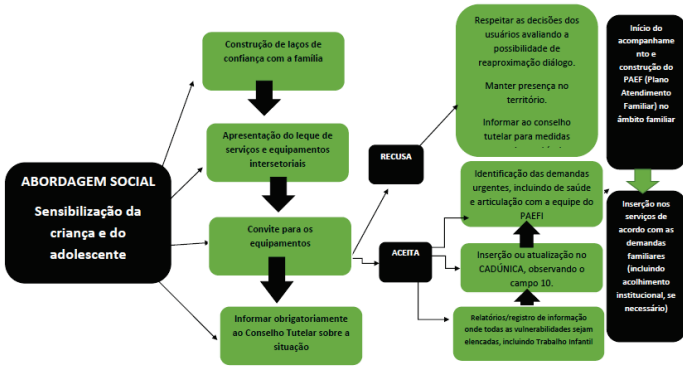 ABORDAGEM SOCIAL
Sensibilização da
criança e do
adolescente
Construção de laços de
confiança com a família
Apresentação do leque de
serviços e equipamentos
intersetoriais
Convite para os
equipamentos
Informar obrigatoriamente
ao Conselho Tutelar sobre a
situação
RECUSA
ACEITA
Respeitar as decisões dos
usuários avaliando a
possibilidade de
reaproximação diálogo.
Manter presença no
território.
Informar ao conselho
tutelar para medidas
Identificação das demandas
urgentes, incluindo de saúde
e articulação com a equipe do
PAEFI
Inserção ou atualização no
CADÚNICA, observando o
campo 10.
Relatórios/registro de informação
onde todas as vulnerabilidades sejam
elencadas, incluindo Trabalho Infantil
Início do
acompanhame
nto e
construção do
PAEF (Plano
Atendimento
Familiar) no
âmbito familiar
Inserção nos
serviços de
acordo com as
demandas
familiares
(incluindo
acolhimento
institucional, se
necessário)